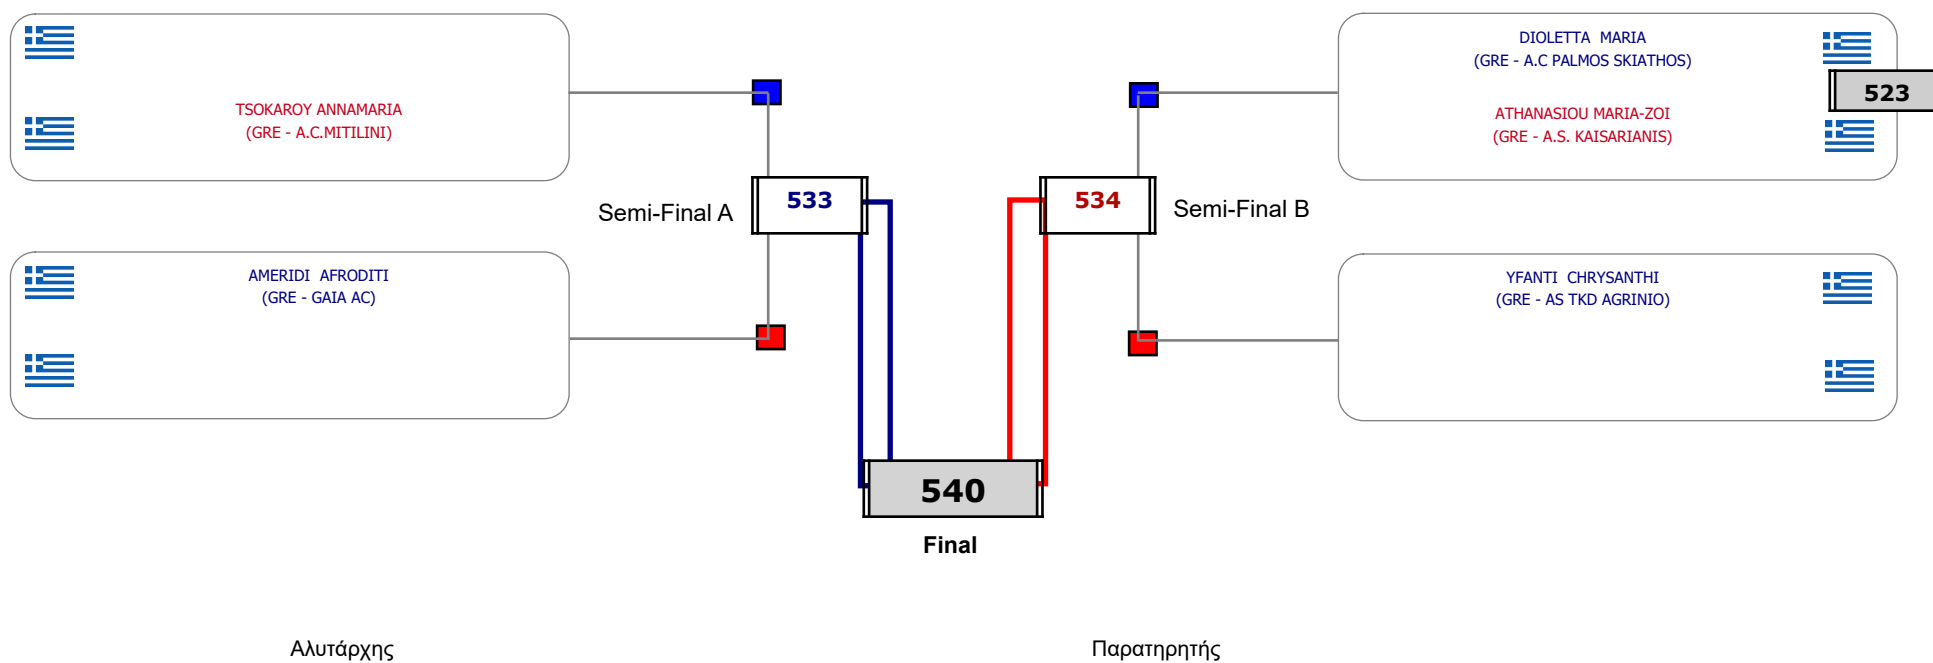 TSOKAROY ANNAMARIA
(GRE - A.C.MITILINI)
DIOLETTA MARIA
(GRE - A.C PALMOS SKIATHOS)
523
ATHANASIOU MARIA-ZOI
(GRE - A.S. KAISARIANIS)
Semi-Final A
533
534
Semi-Final B
AMERIDI AFRODITI
(GRE - GAIA AC)
YFANTI CHRYSANTHI
(GRE - AS TKD AGRINIO)
540
Final
Αλυτάρχης
Παρατηρητής